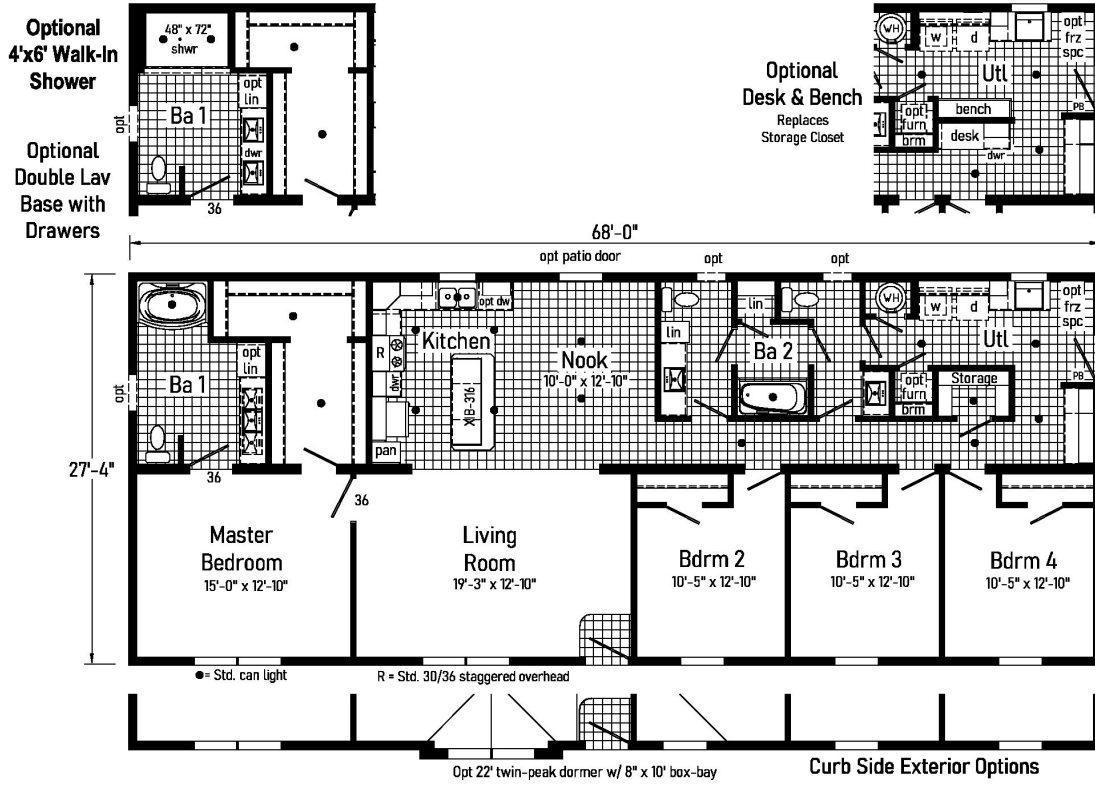 Optional
4'x6' Walk-In
Shower
Optional
Double Lav
Base with
Drawers
48" x 72"
shwr
Ba 1
opt
lin
dwr
opt
36
Optional
Desk & Bench
Replaces
Storage Closet
WH
w
d
opt
frz
spc
Utl
PB
opt
furn
brm
bench
desk
dwr
68'-0"
opt patio door
opt
opt
27'-4"
opt
Ba 1
opt
lin
36
36
opt dw
Kitchen
R
dwr
XIB-316
pan
Nook
10'-0" x 12'-10"
lin
lin
Ba 2
WH
w
d
opt
frz
spc
Utl
PB
opt
furn
brm
Storage
Master
Bedroom
15'-0" x 12'-10"
Living
Room
19'-3" x 12'-10"
Bdrm 2
10'-5" x 12'-10"
Bdrm 3
10'-5" x 12'-10"
Bdrm 4
10'-5" x 12'-10"
●= Std. can light
R = Std. 30/36 staggered overhead
Opt 22' twin-peak dormer w/ 8" x 10' box-bay
Curb Side Exterior Options